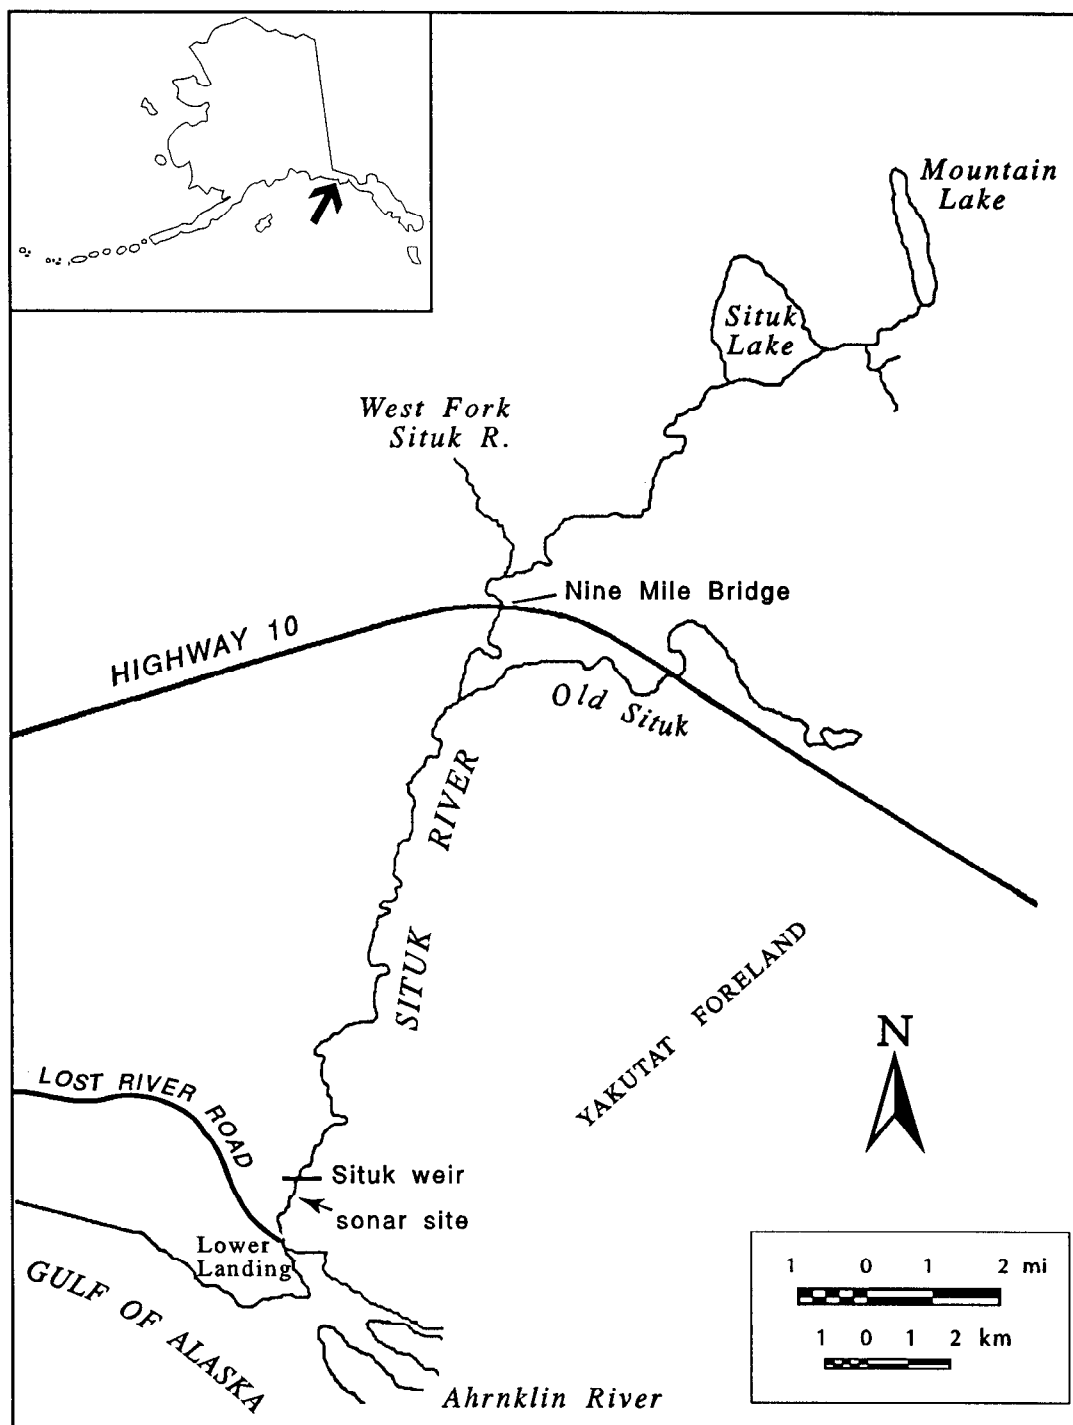 Mountain
Lake
Situk
Lake
West Fork
Situk R.
Nine Mile Bridge
HIGHWAY 10
Old Situk
SITUK RIVER
YAKUTAT FORELAND
N
LOST RIVER ROAD
Situk weir
sonar site
Lower
Landing
GULF OF ALASKA
Ahrnklin River
1 0 1 2 mi
1 0 1 2 km